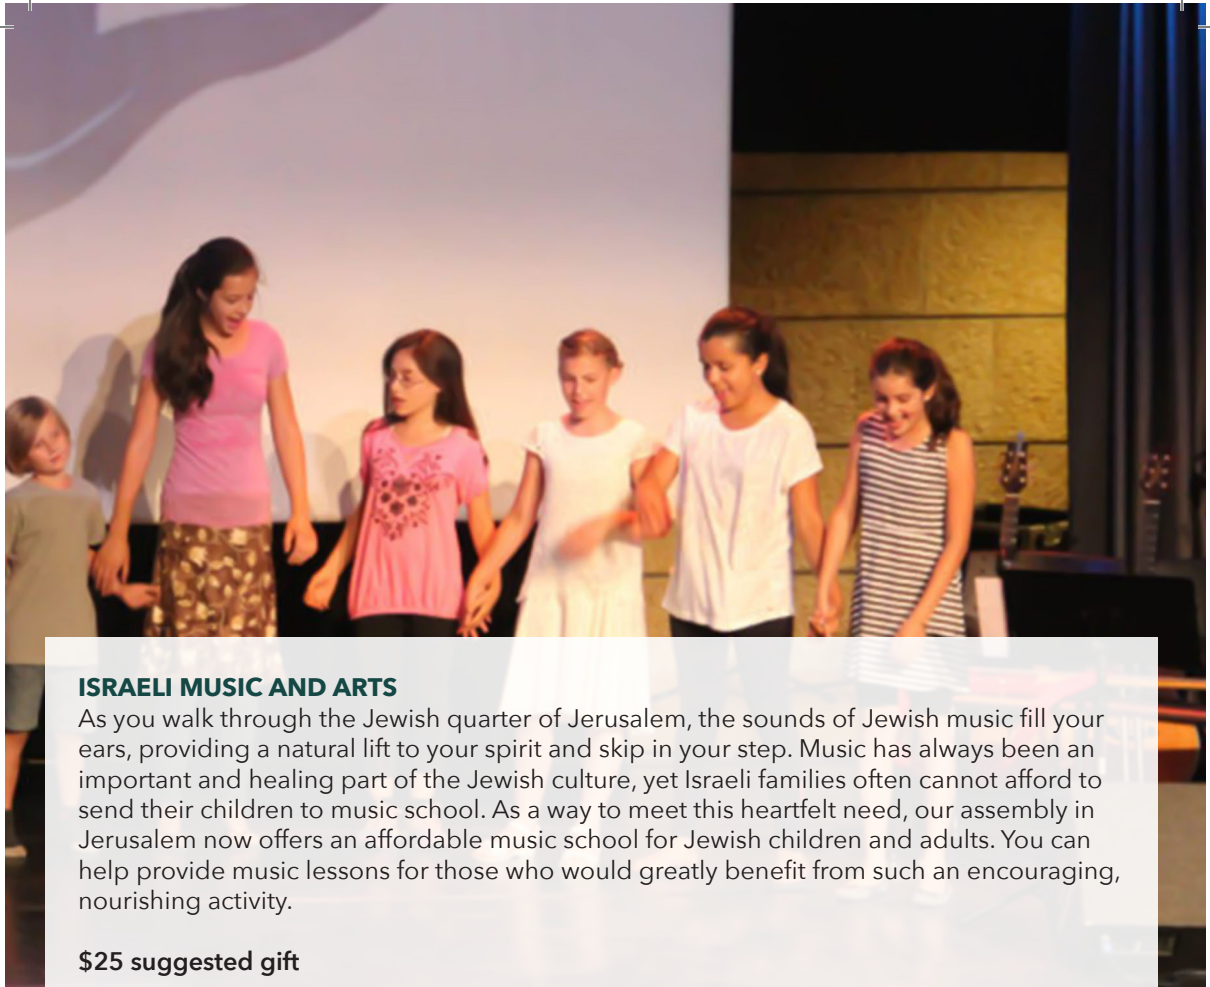 ISRAELI MUSIC AND ARTS
As you walk through the Jewish quarter of Jerusalem, the sounds of Jewish music fill your
ears, providing a natural lift to your spirit and skip in your step. Music has always been an
important and healing part of the Jewish culture, yet Israeli families often cannot afford to
send their children to music school. As a way to meet this heartfelt need, our assembly in
Jerusalem now offers an affordable music school for Jewish children and adults. You can
help provide music lessons for those who would greatly benefit from such an encouraging,
nourishing activity.
$25 suggested gift